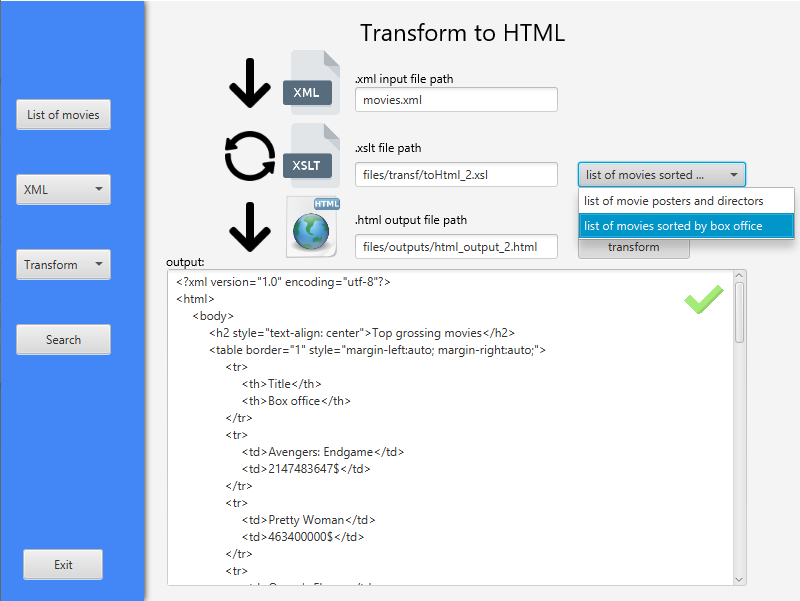 Transform to HTML
List of movies
XML
Transform
Search
Exit
XML
.xml input file path
movies.xml
XSLT
.xslt file path
files/transf/toHtml_2.xsl
list of movies sorted ...
list of movie posters and directors
list of movies sorted by box office
transform
HTML
.html output file path
files/outputs/html_output_2.html
output:
<?xml version="1.0" encoding="utf-8"?>
<html>
<body>
<h2 style="text-align: center">Top grossing movies</h2>
<table border="1" style="margin-left:auto; margin-right:auto;">
<tr>
<th>Title</th>
<th>Box office</th>
</tr>
<tr>
<td>Avengers: Endgame</td>
<td>2147483647$</td>
</tr>
<tr>
<td>Pretty Woman</td>
<td>463400000$</td>
</tr>
<tr>